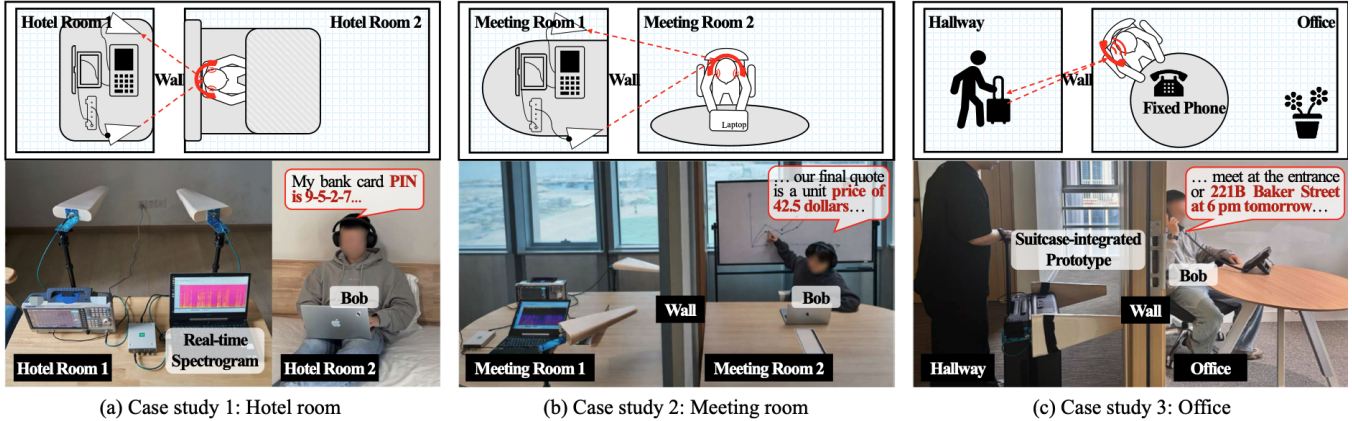 Hotel Room 1
Wall
Hotel Room 2
My bank card PIN
is 9-5-2-7...
Bob
Real-time
Spectrogram
Hotel Room 1
Hotel Room 2
(a) Case study 1: Hotel room
Meeting Room 1
Wall
Meeting Room 2
Laptop
… our final quote
is a unit price of
42.5 dollars…
Bob
Wall
Meeting Room 1
Meeting Room 2
(b) Case study 2: Meeting room
Hallway
Wall
Office
Fixed Phone
… meet at the entrance
or 221B Baker Street
at 6 pm tomorrow…
Suitcase-integrated
Prototype
Bob
Wall
Hallway
Office
(c) Case study 3: Office